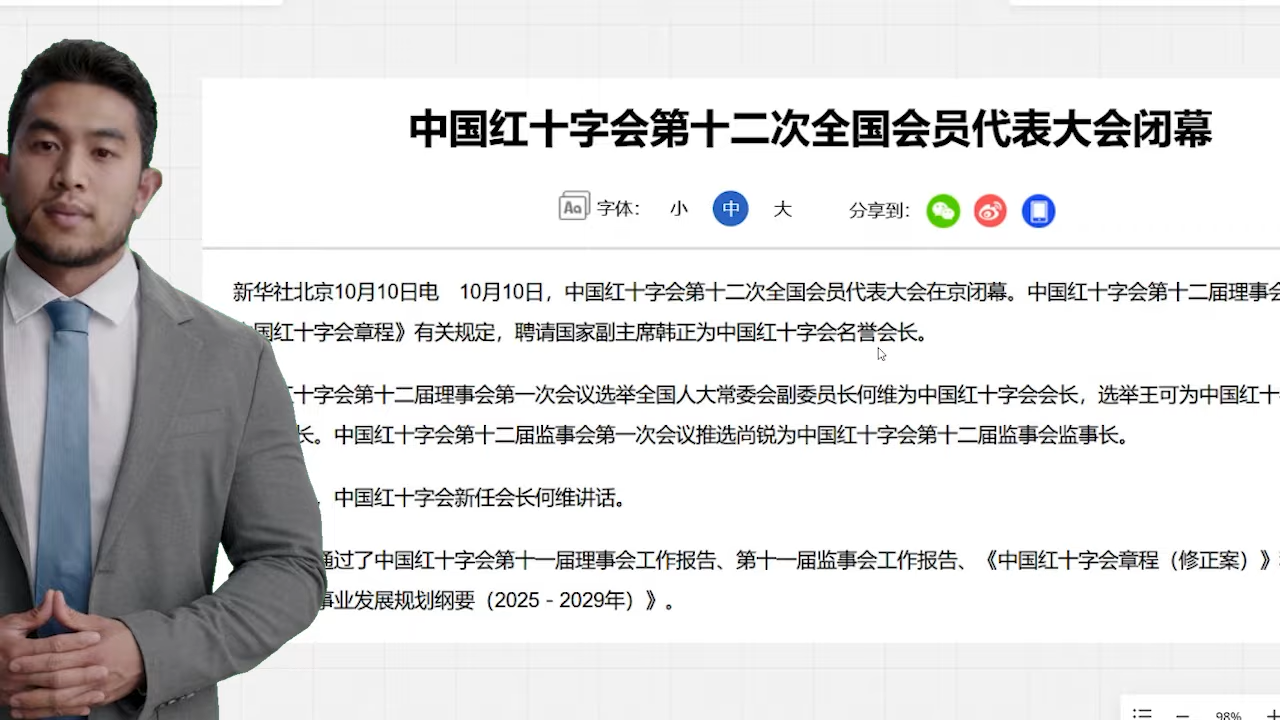 中国红十字会第十二次全国会员代表大会闭幕
Aa 字体： 小 中 大 分享到：
新华社北京10月10日电 10月10日，中国红十字会第十二次全国会员代表大会在京闭幕。中国红十字会第十二届理事会
国红十字会章程》有关规定，聘请国家副主席韩正为中国红十字会名誉会长。
十字会第十二届理事会第一次会议选举全国人大常委会副委员长何维为中国红十字会会长，选举王可为中国红十
长。中国红十字会第十二届监事会第一次会议推选尚锐为中国红十字会第十二届监事会监事长。
，中国红十字会新任会长何维讲话。
通过了中国红十字会第十一届理事会工作报告、第十一届监事会工作报告、《中国红十字会章程（修正案）》
事业发展规划纲要（2025－2029年）》。
98%